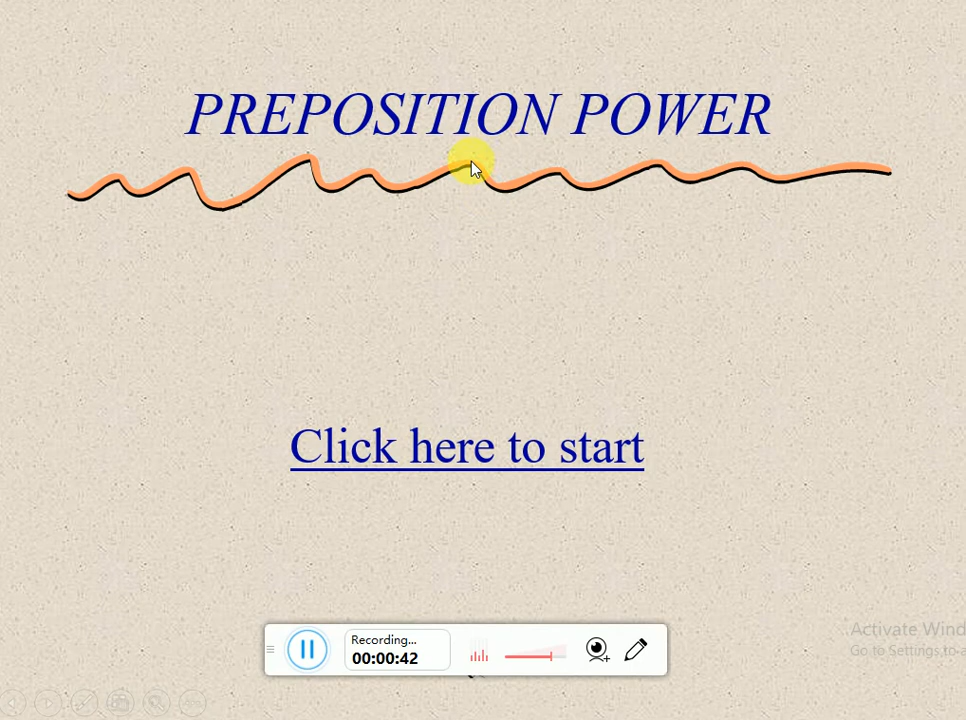 PREPOSITION POWER
Click here to start
Recording...
00:00:42
Activate Wind
Go to Settings to a